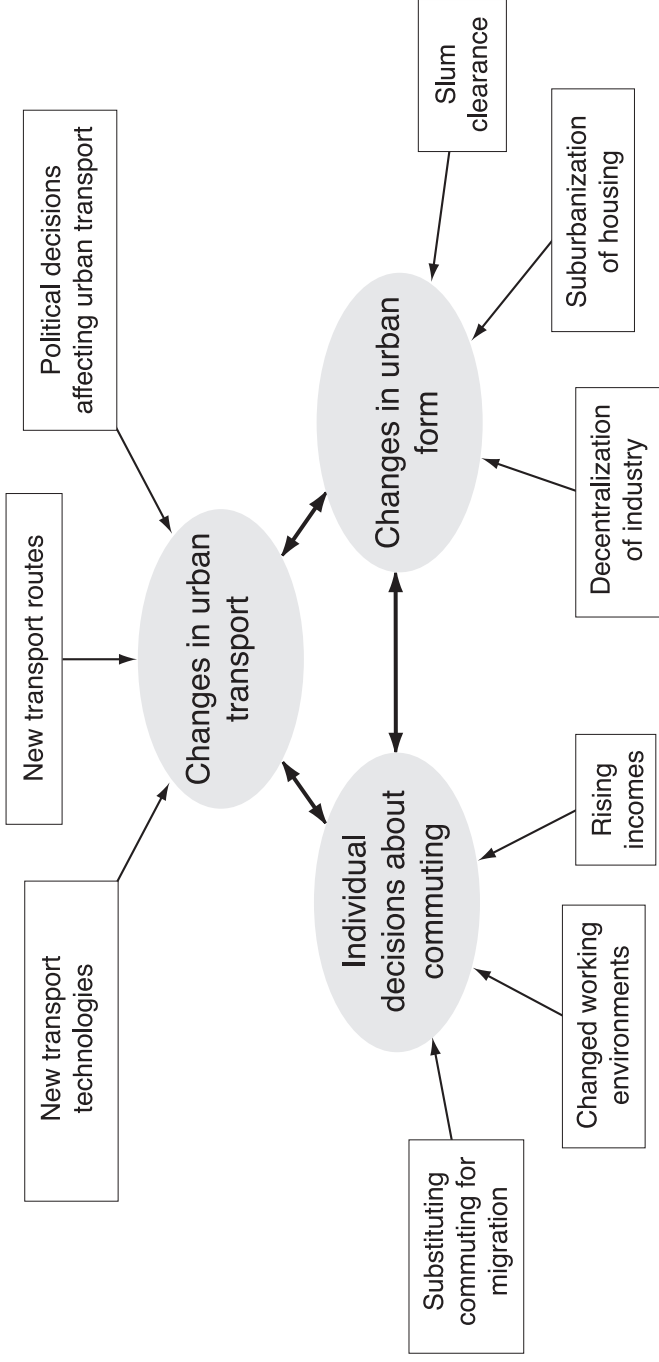 New transport
technologies
New transport routes
Political decisions
affecting urban transport
Changes in urban
transport
Individual
decisions about
commuting
Changes in urban
form
Substituting
commuting for
migration
Changed working
environments
Rising
incomes
Decentralization
of industry
Suburbanization
of housing
Slum
clearance